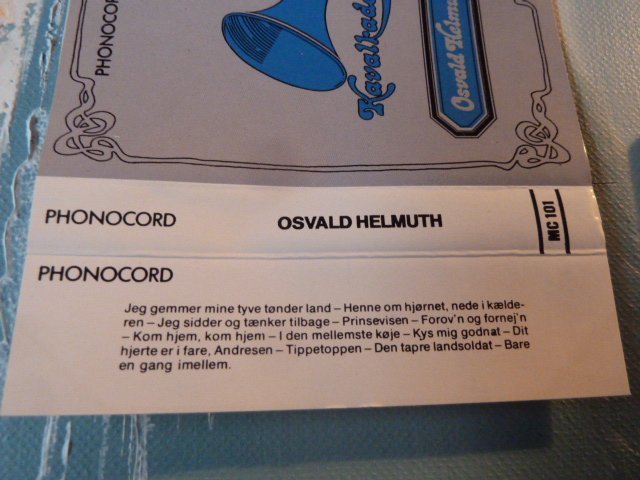 PHONOCORD
Kavalkade
Osvald Helmuth
PHONOCORD
OSVALD HELMUTH
MC 101
PHONOCORD
Jeg gemmer mine tyve tønder land – Henne om hjørnet, nede i kælde-
ren – Jeg sidder og tænker tilbage – Prinsevisen – Forov'n og fornej'n
– Kom hjem, kom hjem – I den mellemste køje – Kys mig godnat – Dit
hjerte er i fare, Andresen – Tippetoppen – Den tapre landsoldat – Bare
en gang imellem.